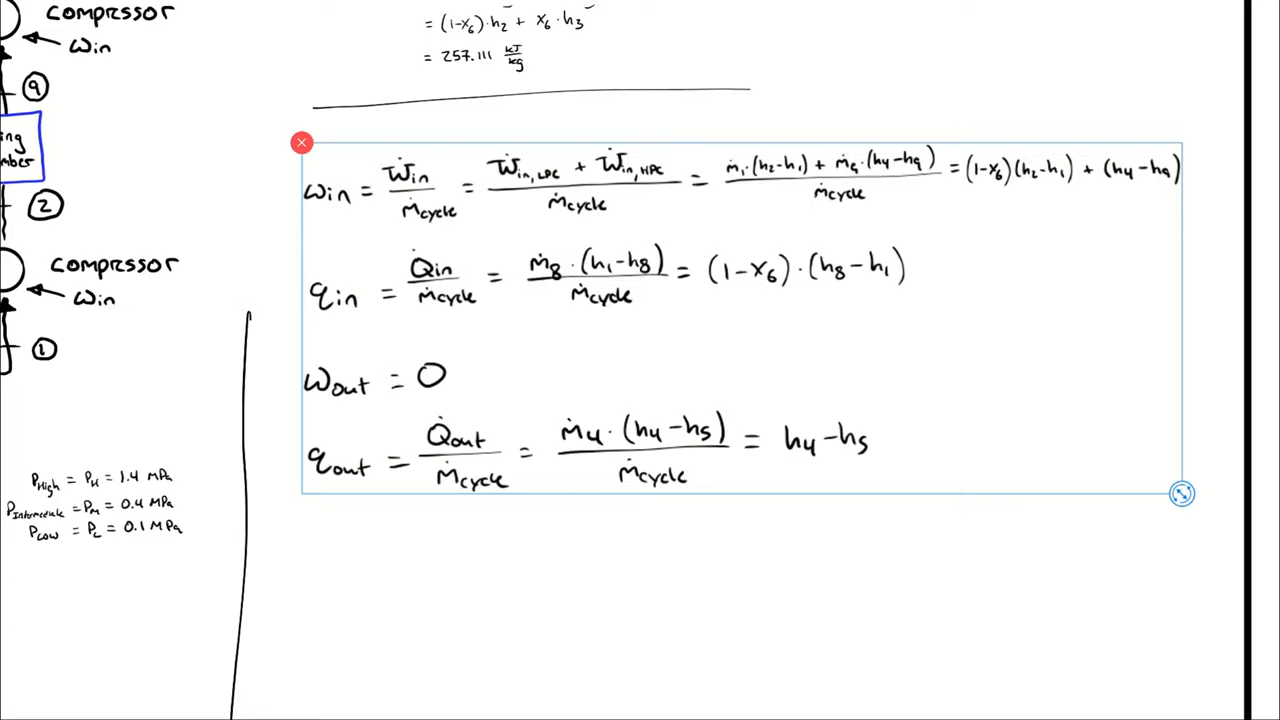 compressor
win
9
ing
mber
2
compressor
win
1
= (1-x₆)·h₂ + x₆·h₃
= 257.111 kJ/kg
win = Ẇin/ṁcycle = (Ẇin,LPC + Ẇin,HPC)/ṁcycle = (ṁ₁·(h₂-h₁) + ṁ₉·(h₄-h₉))/ṁcycle = (1-x₆)(h₂-h₁) + (h₄-h₉)
qin = Q̇in/ṁcycle = ṁ₈·(h₁-h₈)/ṁcycle = (1-x₆)·(h₈-h₁)
wout = 0
qout = Q̇out/ṁcycle = ṁ₄·(h₄-h₅)/ṁcycle = h₄-h₅
PHigh = PH = 1.4 MPa
PIntermediate = PM = 0.4 MPa
PLow = PL = 0.1 MPa